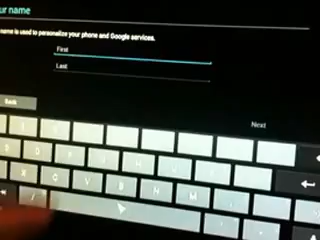 ur name
name is used to personalize your phone and Google services.
First
Last
Back
Next
C V B N M